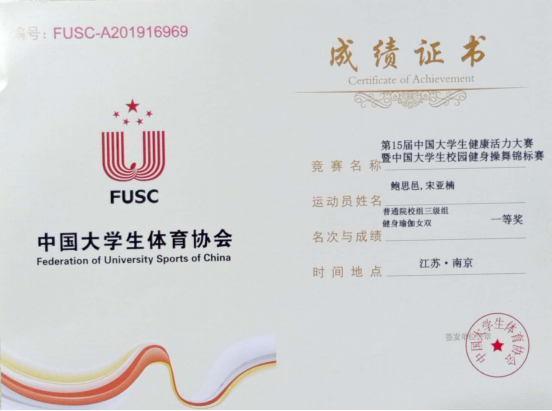 编号：FUSC-A201916969
FUSC
中国大学生体育协会
Federation of University Sports of China
成绩证书
Certificate of Achievement
第15届中国大学生健康活力大赛
暨中国大学生校园健身操舞锦标赛
竞赛名称
鲍思邑,宋亚楠
运动员姓名
普通院校组三级组
健身瑜伽女双 一等奖
名次与成绩
时间地点 江苏·南京
签发单位
中国大学生体育协会